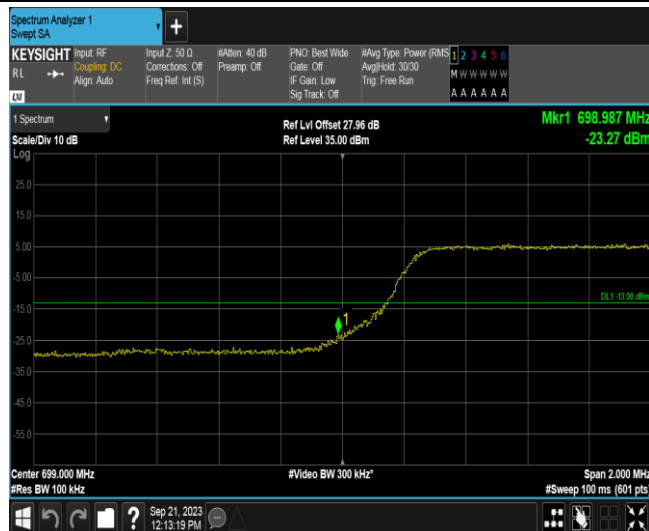 Spectrum Analyzer 1
Swept SA
KEYSIGHT
RL
LXI
Input: RF
Coupling: DC
Align: Auto
Input Z: 50 Ω
Corrections: Off
Freq Ref: Int (S)
#Atten: 40 dB
Preamp: Off
PNO: Best Wide
Gate: Off
IF Gain: Low
Sig Track: Off
#Avg Type: Power (RMS
Avg|Hold: 30/30
Trig: Free Run
1 2 3 4 5 6
M W W W W W
A A A A A A
1 Spectrum
Scale/Div 10 dB
Log
Ref Lvl Offset 27.96 dB
Ref Level 35.00 dBm
Mkr1 698.987 MHz
-23.27 dBm
25.0
15.0
5.00
-5.00
DL1 -13.00 dBm
-15.0
1
-25.0
-35.0
-45.0
-55.0
Center 699.000 MHz
#Video BW 300 kHz*
Span 2.000 MHz
#Res BW 100 kHz
#Sweep 100 ms (601 pts)
?
Sep 21, 2023
12:13:19 PM